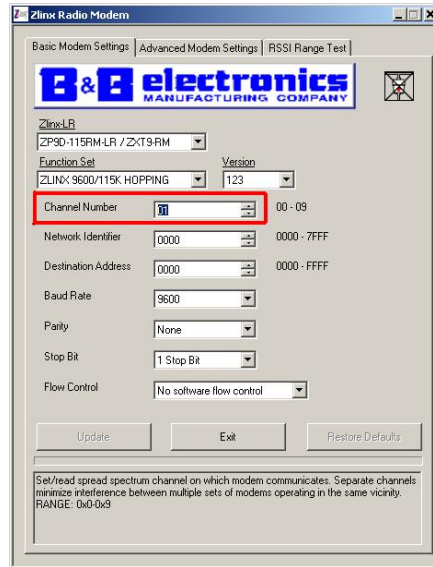 Zlinx Radio Modem
Basic Modem Settings Advanced Modem Settings RSSI Range Test
B&B electronics
MANUFACTURING COMPANY
Zlinx-LR
ZP9D-115RM-LR / ZXT9-RM
Function Set Version
ZLINX 9600/115K HOPPING 123
Channel Number 01 00 - 09
Network Identifier 0000 0000 - 7FFF
Destination Address 0000 0000 - FFFF
Baud Rate 9600
Parity None
Stop Bit 1 Stop Bit
Flow Control No software flow control
Update Exit Restore Defaults
Set/read spread spectrum channel on which modem communicates. Separate channels
minimize interference between multiple sets of modems operating in the same vicinity.
RANGE: 0x0-0x9